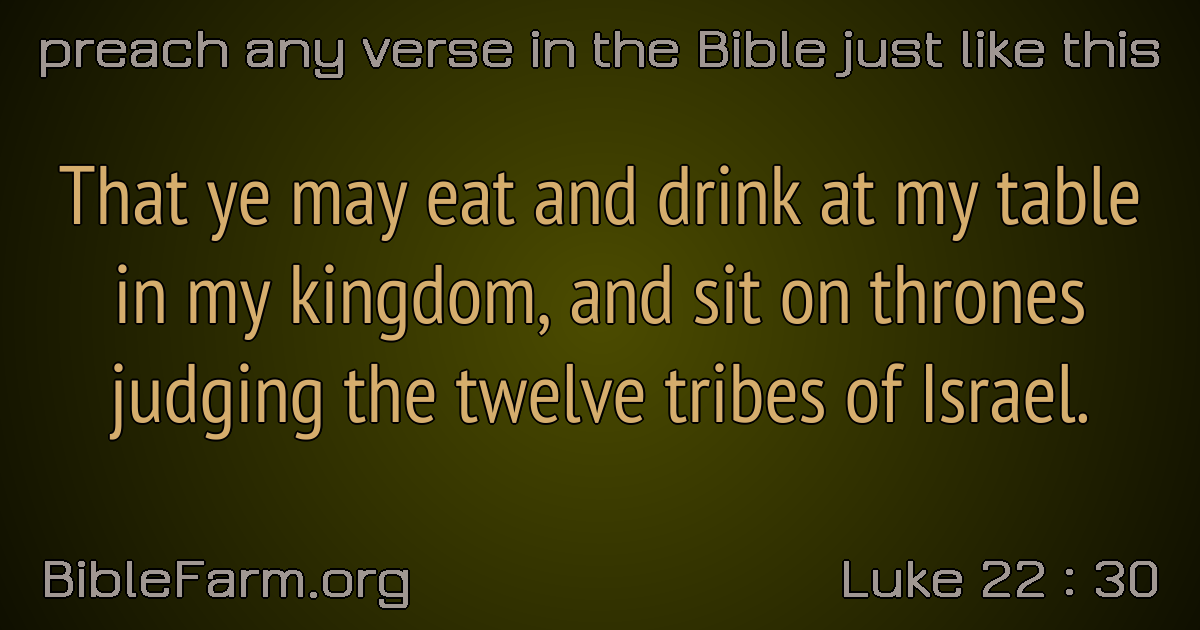 preach any verse in the Bible just like this
That ye may eat and drink at my table
in my kingdom, and sit on thrones
judging the twelve tribes of Israel.
BibleFarm.org
Luke 22 : 30